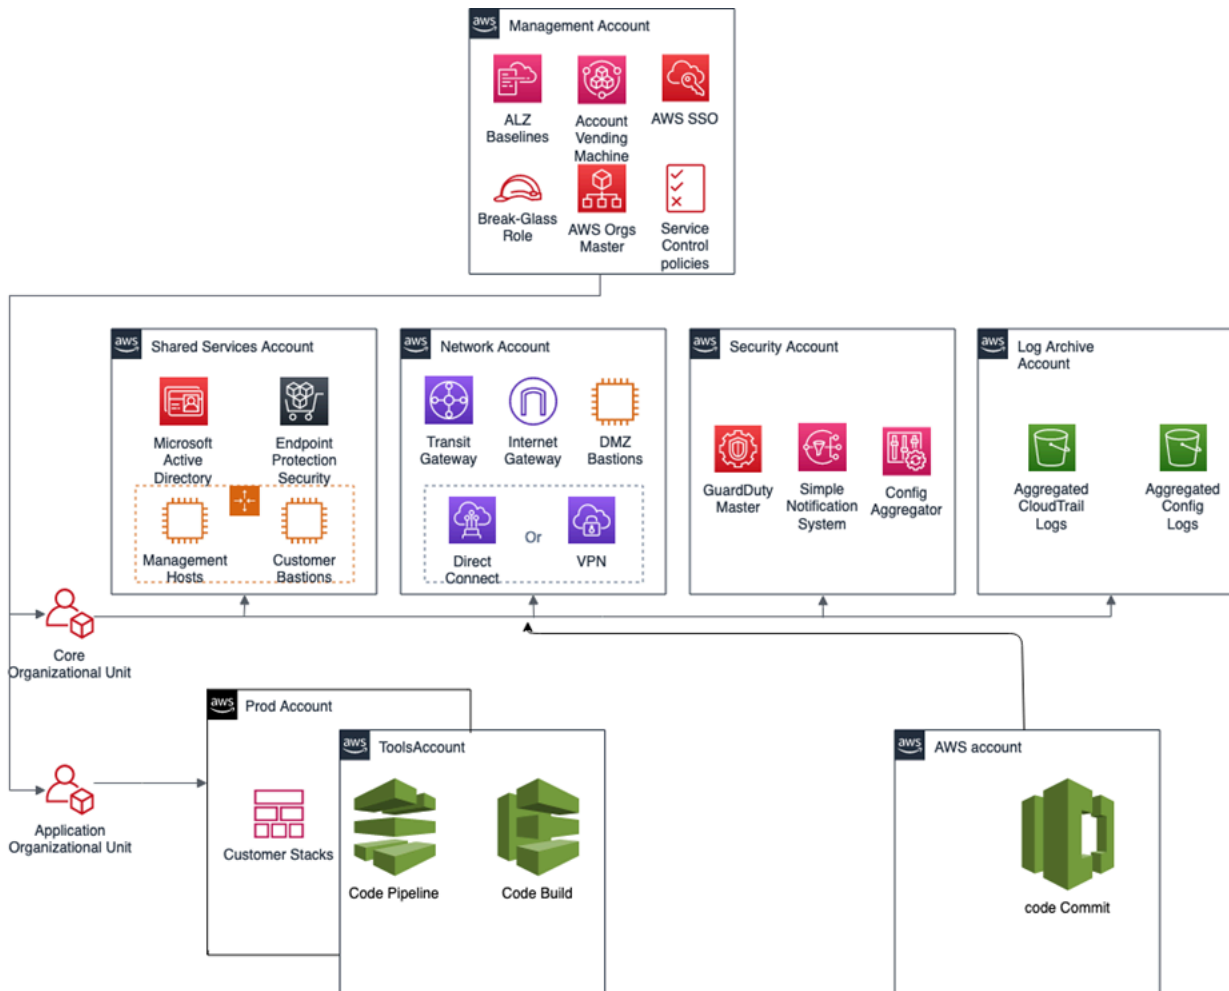 aws
Management Account
ALZ
Baselines
Account
Vending
Machine
AWS SSO
Break-Glass
Role
AWS Orgs
Master
Service
Control
policies
aws
Shared Services Account
Microsoft
Active
Directory
Endpoint
Protection
Security
Management
Hosts
Customer
Bastions
aws
Network Account
Transit
Gateway
Internet
Gateway
DMZ
Bastions
Direct
Connect
Or
VPN
aws
Security Account
GuardDuty
Master
Simple
Notification
System
Config
Aggregator
aws
Log Archive
Account
Aggregated
CloudTrail
Logs
Aggregated
Config
Logs
Core
Organizational Unit
Application
Organizational Unit
aws
Prod Account
Customer Stacks
aws
ToolsAccount
Code Pipeline
Code Build
aws
AWS account
code Commit